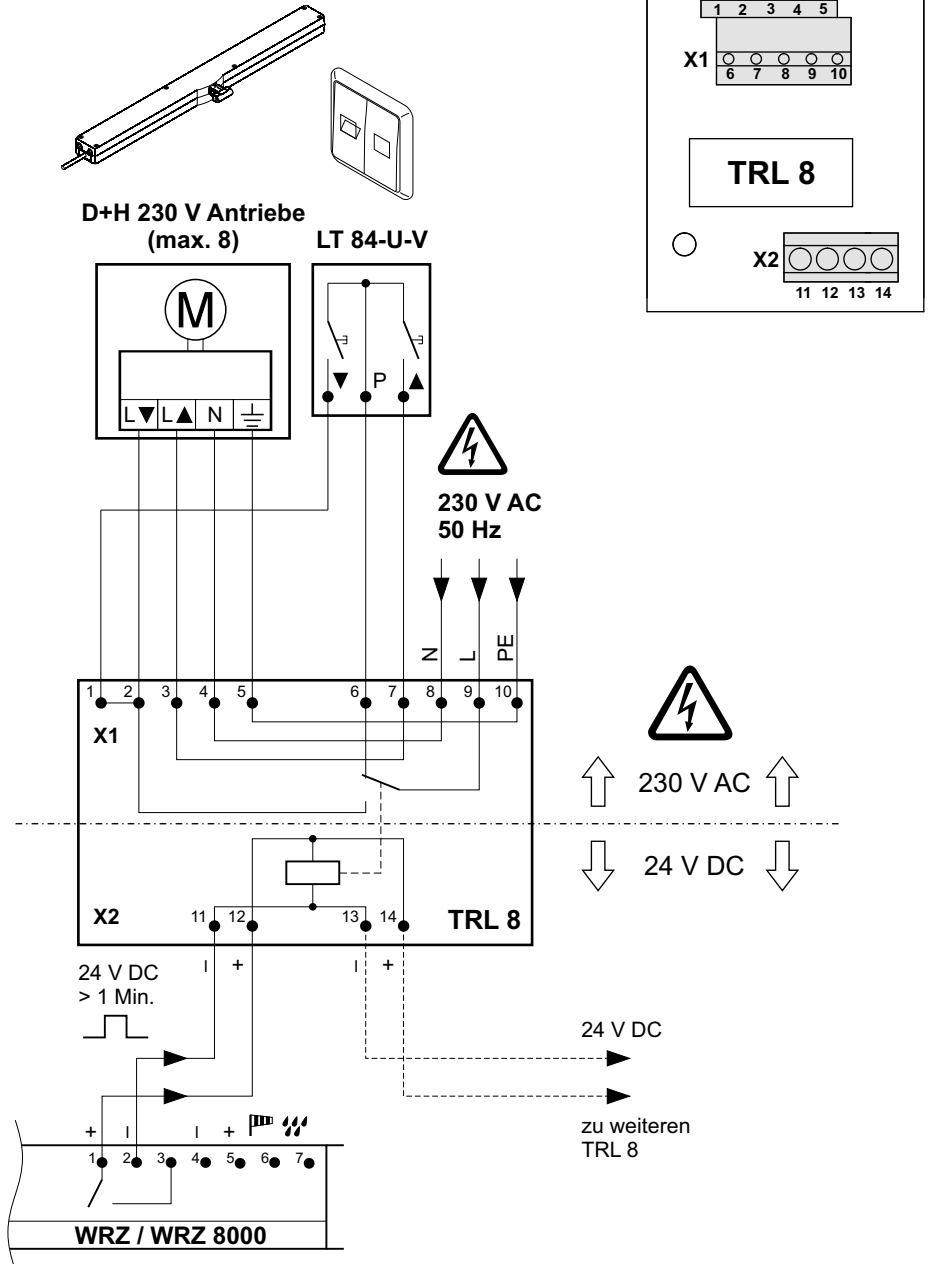 1 2 3 4 5
X1
6 7 8 9 10
TRL 8
X2
11 12 13 14
D+H 230 V Antriebe
(max. 8)
LT 84-U-V
M
L▼ L▲ N
▼ P ▲
230 V AC
50 Hz
N L PE
1 2 3 4 5 6 7 8 9 10
X1
230 V AC
24 V DC
X2
11 12 13 14
TRL 8
24 V DC
> 1 Min.
I + I +
24 V DC
zu weiteren
TRL 8
+ I I +
1 2 3 4 5 6 7
WRZ / WRZ 8000